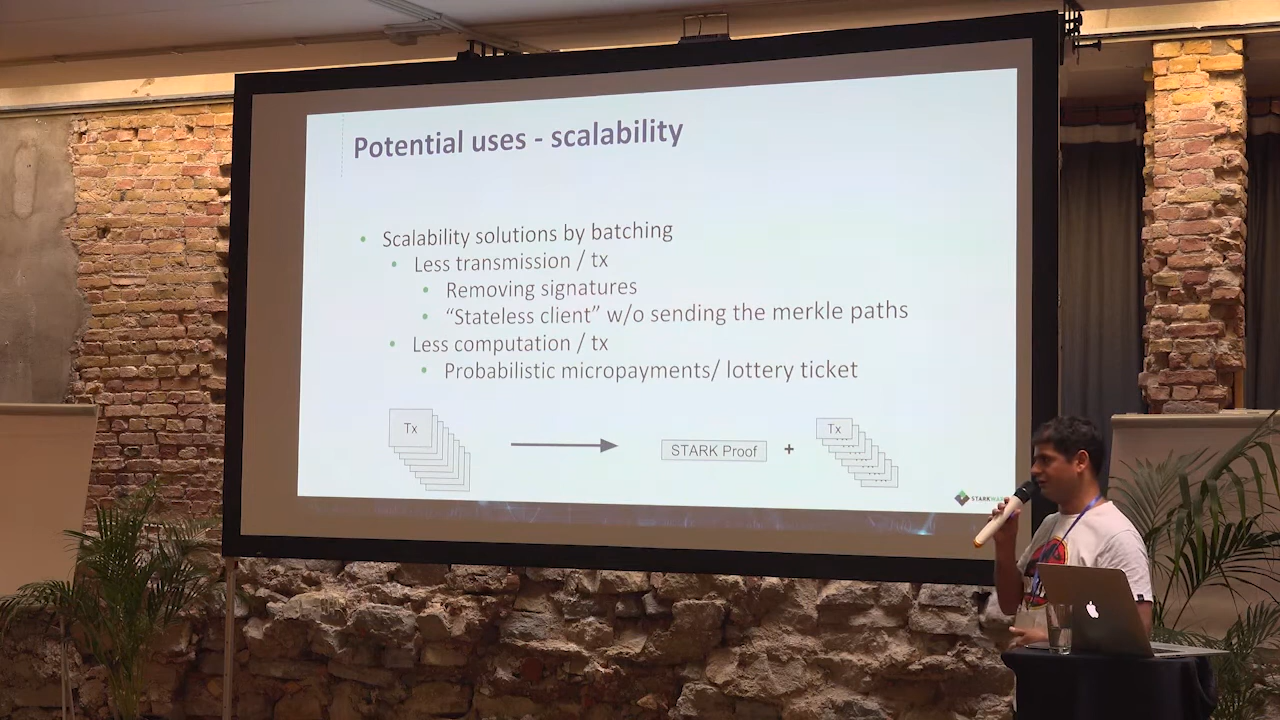 Potential uses - scalability
• Scalability solutions by batching
• Less transmission / tx
• Removing signatures
• “Stateless client” w/o sending the merkle paths
• Less computation / tx
• Probabilistic micropayments/ lottery ticket
Tx
STARK Proof + Tx
STARKWARE